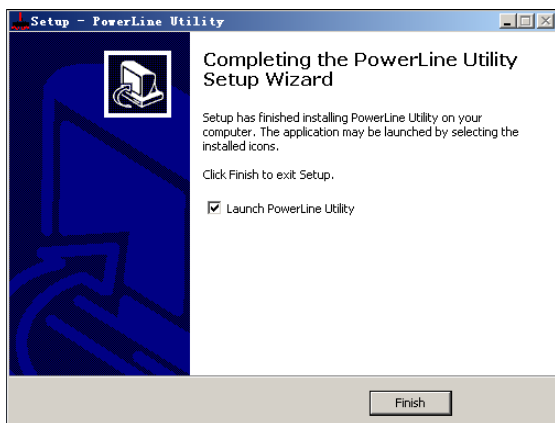 Setup - PowerLine Utility
Completing the PowerLine Utility
Setup Wizard
Setup has finished installing PowerLine Utility on your
computer. The application may be launched by selecting the
installed icons.
Click Finish to exit Setup.
Launch PowerLine Utility
Finish